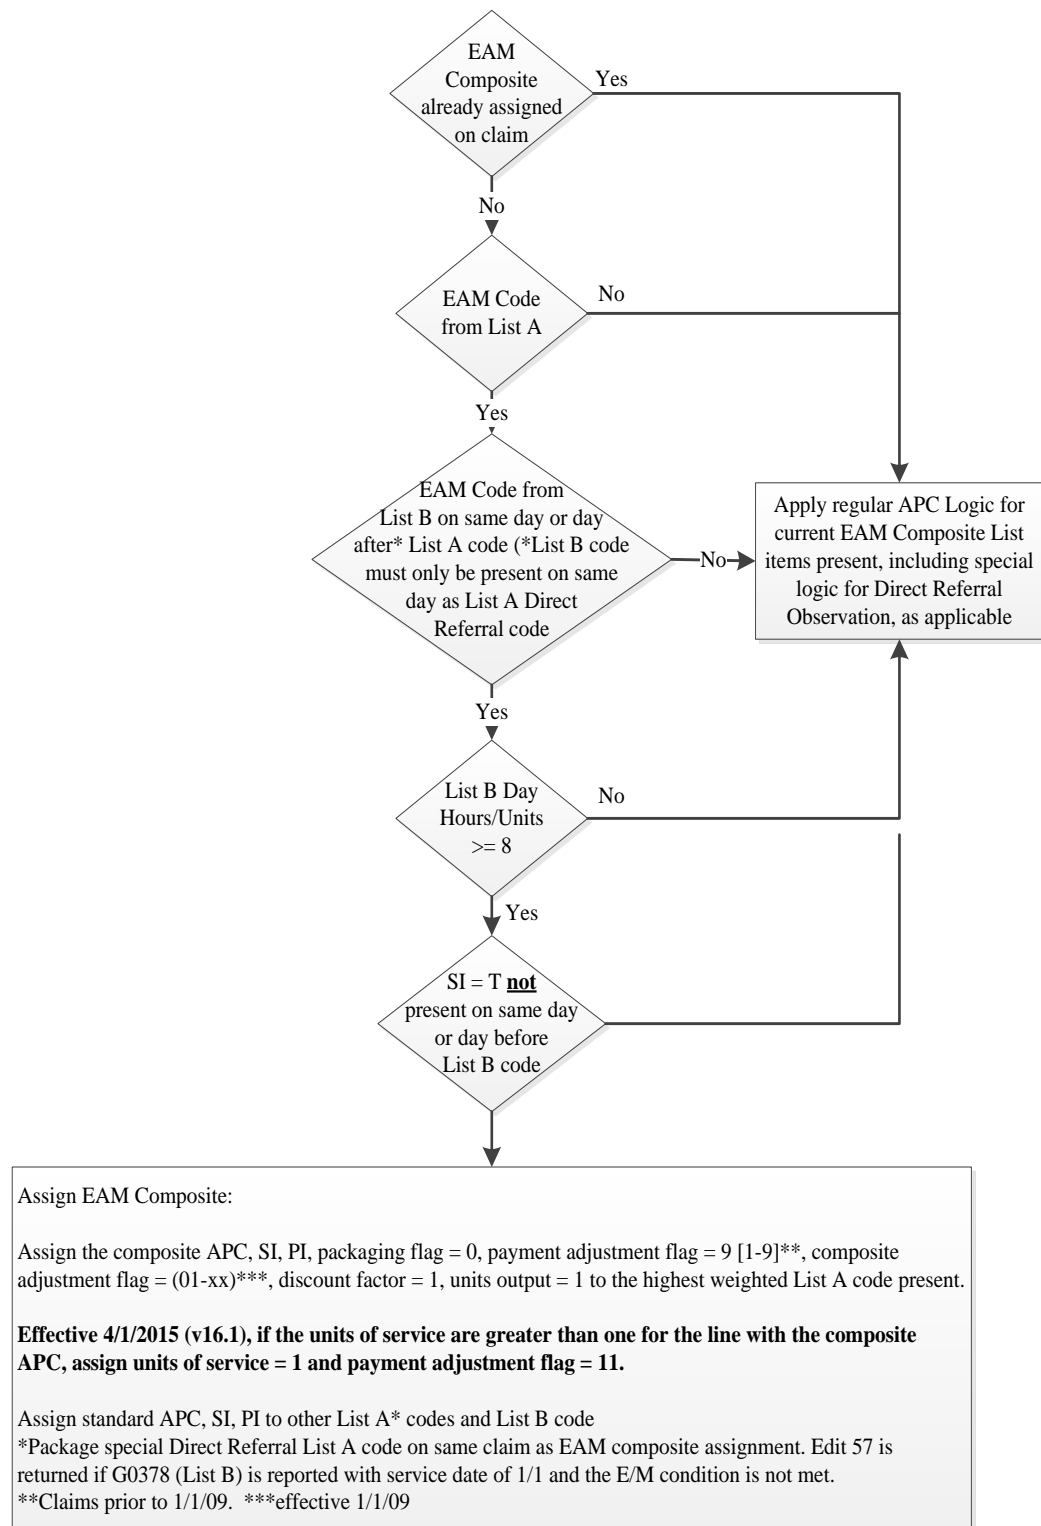 EAM
Composite
already assigned
on claim
Yes
No
EAM Code
from List A
No
Yes
EAM Code from
List B on same day or day
after* List A code (*List B code
must only be present on same
day as List A Direct
Referral code
No
Apply regular APC Logic for
current EAM Composite List
items present, including special
logic for Direct Referral
Observation, as applicable
Yes
List B Day
Hours/Units
>= 8
No
Yes
SI = T not
present on same day
or day before
List B code
Assign EAM Composite:
Assign the composite APC, SI, PI, packaging flag = 0, payment adjustment flag = 9 [1-9]**, composite
adjustment flag = (01-xx)***, discount factor = 1, units output = 1 to the highest weighted List A code present.
Effective 4/1/2015 (v16.1), if the units of service are greater than one for the line with the composite
APC, assign units of service = 1 and payment adjustment flag = 11.
Assign standard APC, SI, PI to other List A* codes and List B code
*Package special Direct Referral List A code on same claim as EAM composite assignment. Edit 57 is
returned if G0378 (List B) is reported with service date of 1/1 and the E/M condition is not met.
**Claims prior to 1/1/09.  ***effective 1/1/09